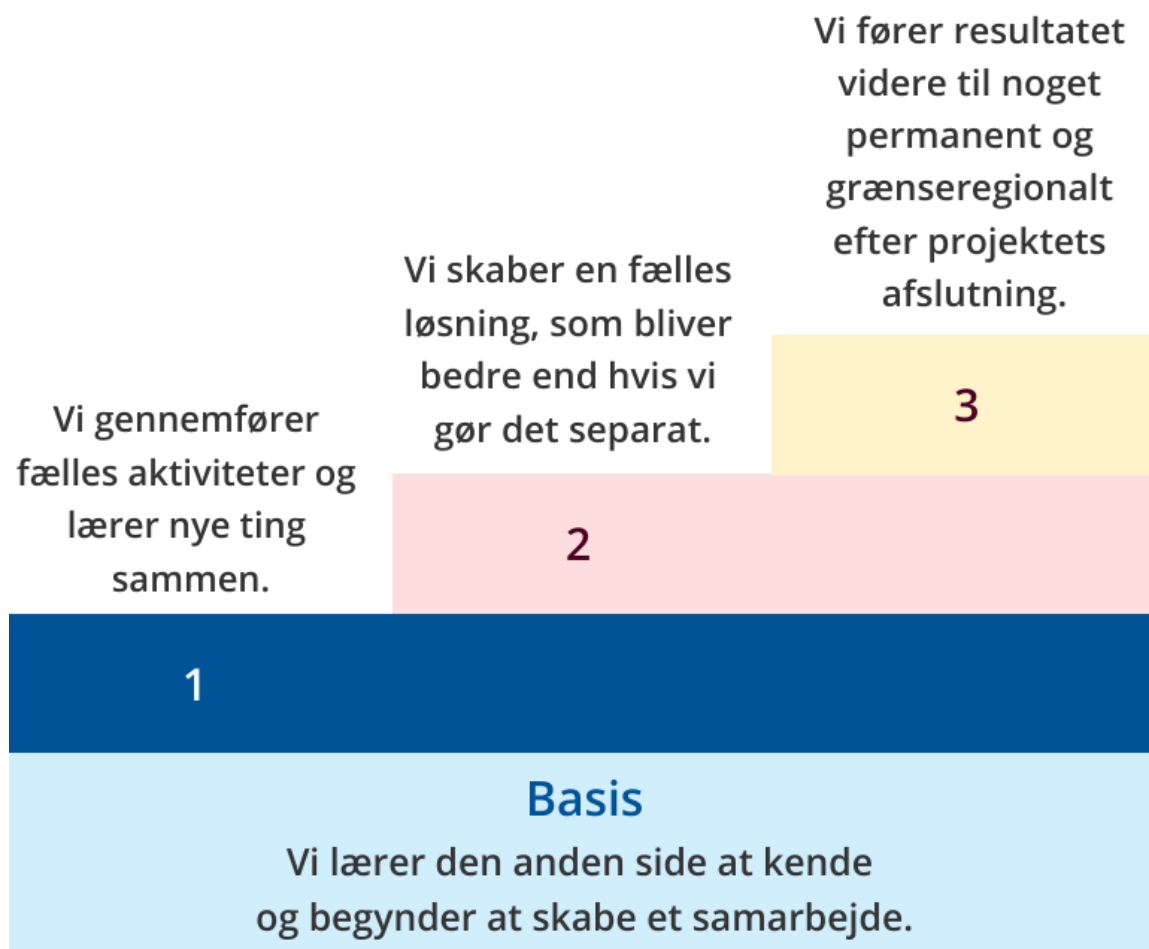 Vi fører resultatet
videre til noget
permanent og
grænseregionalt
efter projektets
afslutning.
3
Vi skaber en fælles
løsning, som bliver
bedre end hvis vi
gør det separat.
2
Vi gennemfører
fælles aktiviteter og
lærer nye ting
sammen.
1
Basis
Vi lærer den anden side at kende
og begynder at skabe et samarbejde.